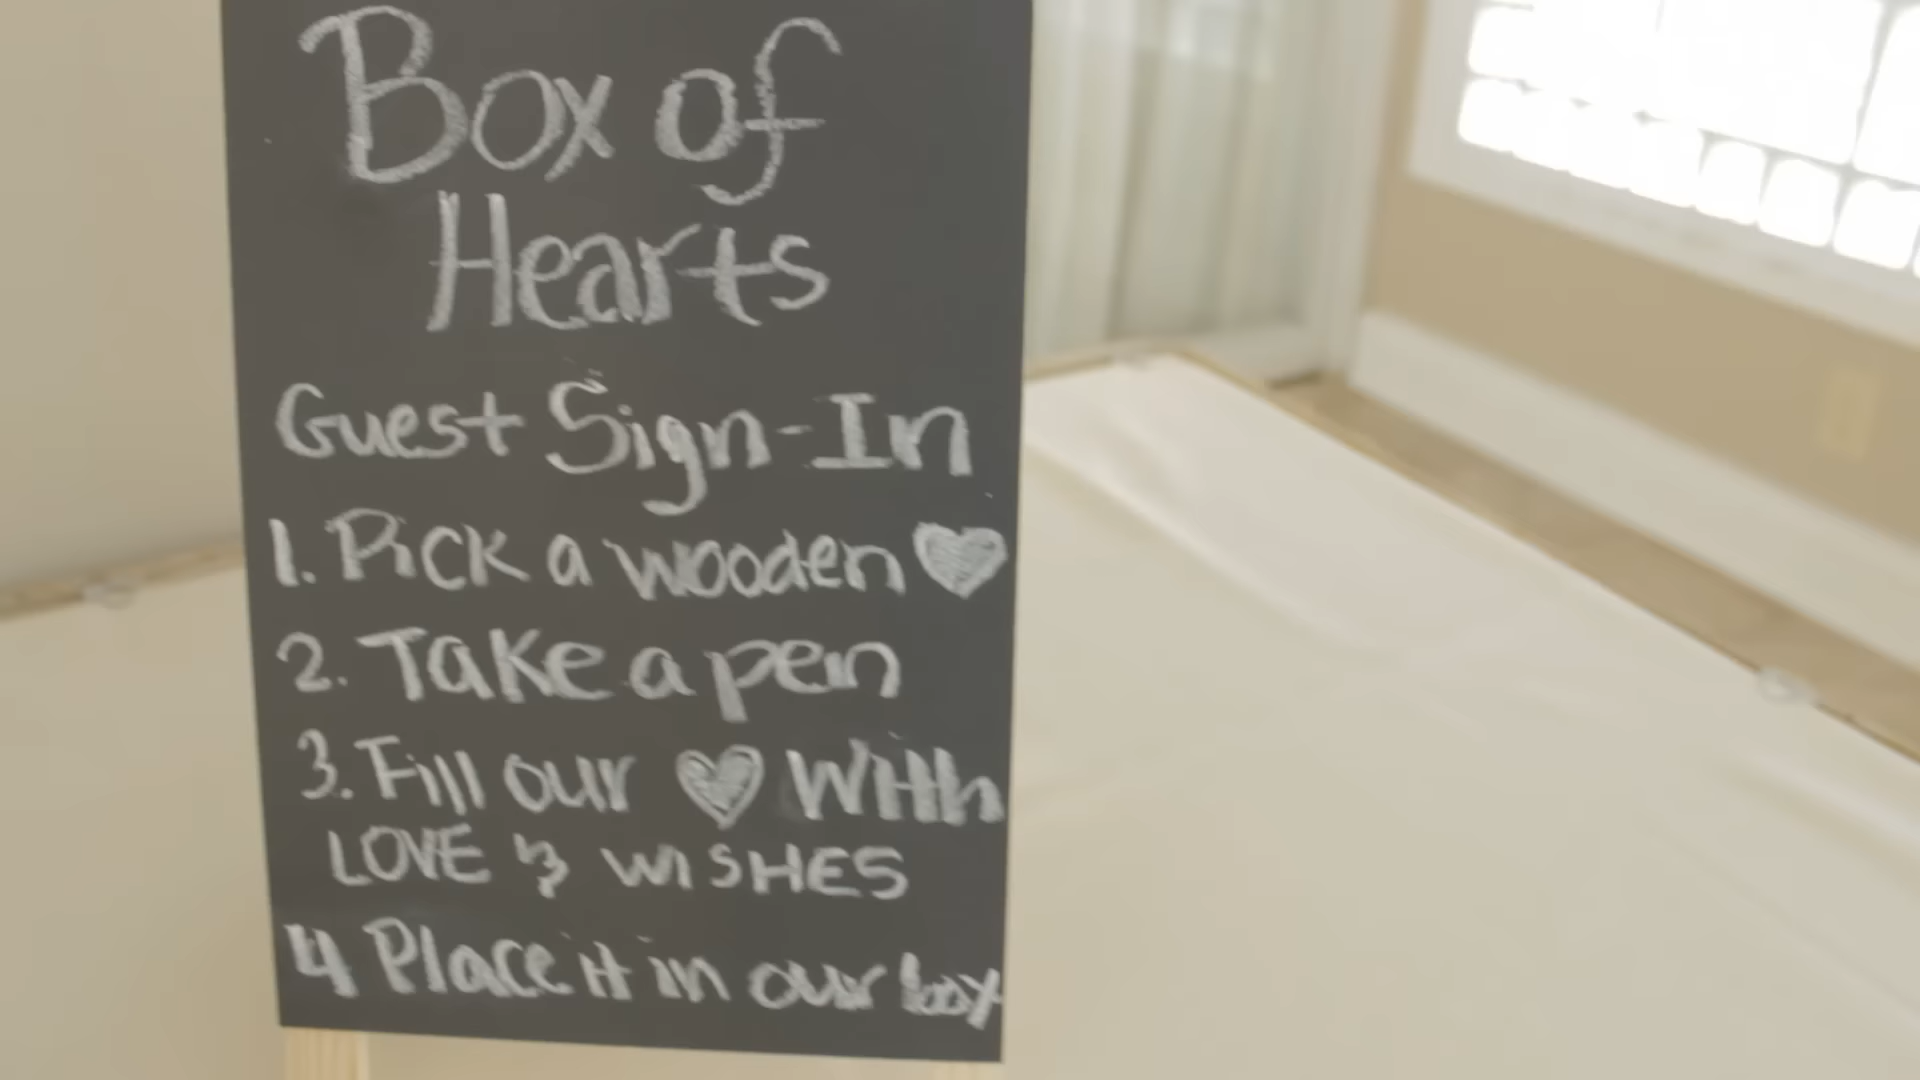 Box of
Hearts
Guest Sign-In
1. Pick a wooden ♥
2. Take a pen
3. Fill our ♥ With
LOVE & WISHES
4 Place it in our box